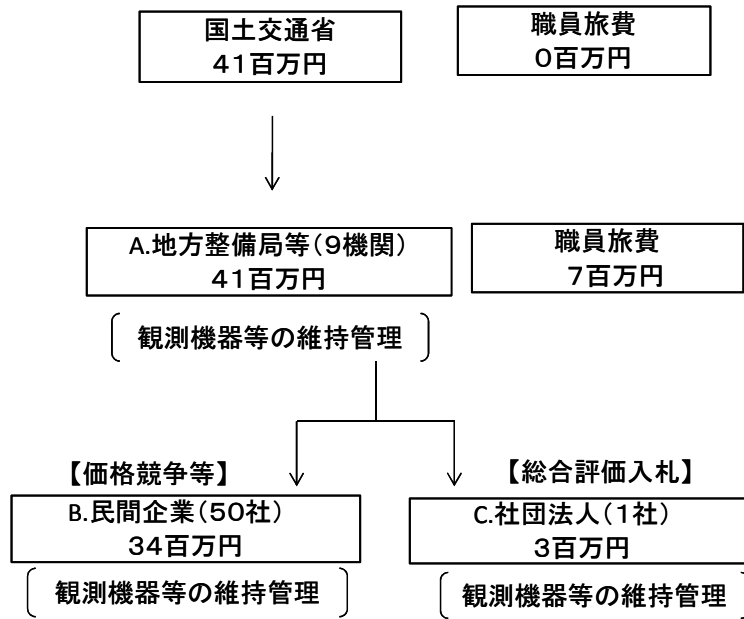 国土交通省
41百万円
職員旅費
0百万円
A.地方整備局等(9機関)
41百万円
職員旅費
7百万円
観測機器等の維持管理
【価格競争等】
【総合評価入札】
B.民間企業(50社)
34百万円
C.社団法人(1社)
3百万円
観測機器等の維持管理
観測機器等の維持管理